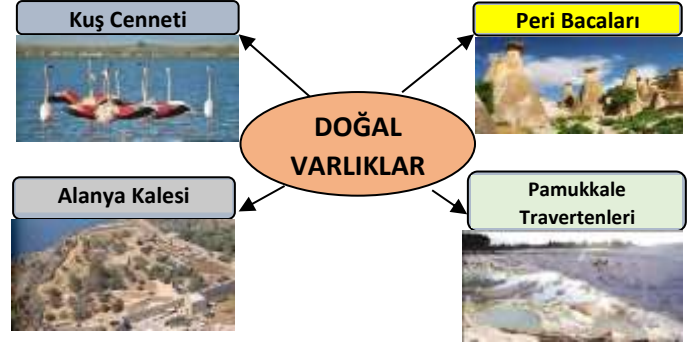 Kuş Cenneti
Peri Bacaları
DOĞAL
VARLIKLAR
Alanya Kalesi
Pamukkale
Travertenleri